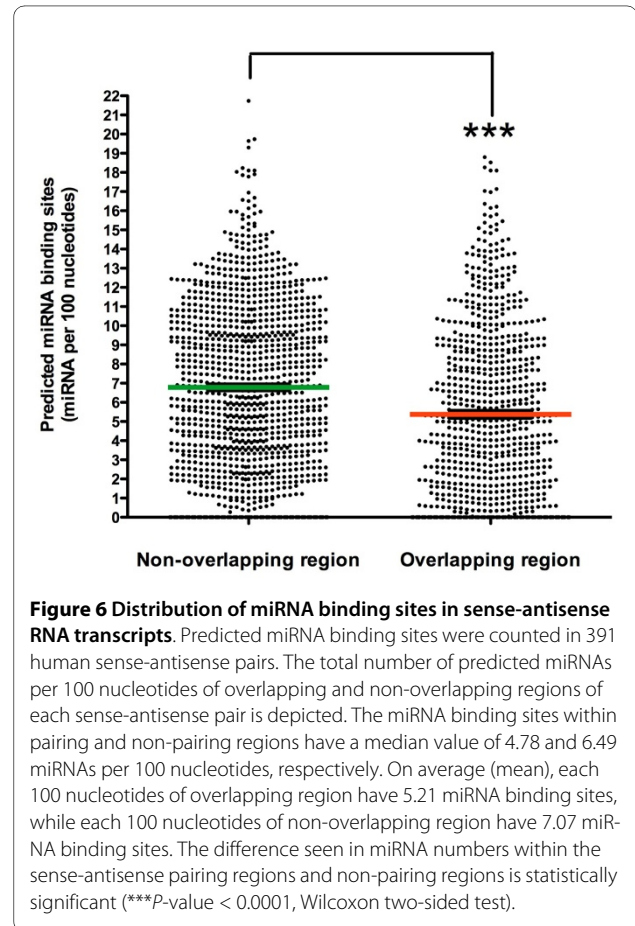 ***
22
21
20
19
18
17
16
15
14
13
12
11
10
9
8
7
6
5
4
3
2
1
0
Predicted miRNA binding sites
(miRNA per 100 nucleotides)
Non-overlapping region
Overlapping region
Figure 6 Distribution of miRNA binding sites in sense-antisense
RNA transcripts. Predicted miRNA binding sites were counted in 391
human sense-antisense pairs. The total number of predicted miRNAs
per 100 nucleotides of overlapping and non-overlapping regions of
each sense-antisense pair is depicted. The miRNA binding sites within
pairing and non-pairing regions have a median value of 4.78 and 6.49
miRNAs per 100 nucleotides, respectively. On average (mean), each
100 nucleotides of overlapping region have 5.21 miRNA binding sites,
while each 100 nucleotides of non-overlapping region have 7.07 miR-
NA binding sites. The difference seen in miRNA numbers within the
sense-antisense pairing regions and non-pairing regions is statistically
significant (***P-value < 0.0001, Wilcoxon two-sided test).